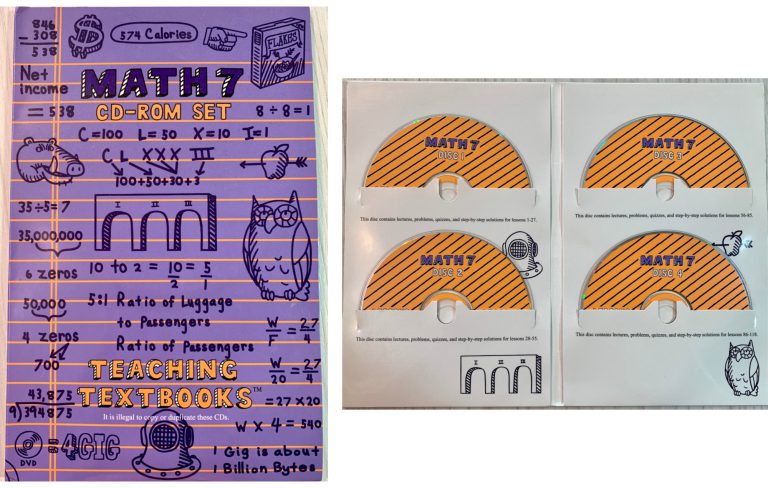 846
- 308
538
574 Calories
FLAKES
Net
income
= 538
MATH 7
CD-ROM SET
8 ÷ 8 = 1
C=100 L=50 X=10 I=1
C L XXX III
100+50+30+3
35÷5=7
I II III
35,000,000
6 zeros
10 to 2 = 10/2 = 5/1
50,000
5:1 Ratio of Luggage
to Passengers
4 zeros
Ratio of Passengers
W/F = 27/4
700
W/20 = 27/4
TEACHING
TEXTBOOKS™
= 27 × 20
43,875
9)394875
It is illegal to copy or duplicate these CDs.
W × 4 = 540
DVD
= 4GIG
1 Gig is about
1 Billion Bytes
MATH 7
DISC 1
This disc contains lectures, problems, quizzes, and step-by-step solutions for lessons 1-27.
MATH 7
DISC 2
This disc contains lectures, problems, quizzes, and step-by-step solutions for lessons 28-55.
I II III
MATH 7
DISC 3
This disc contains lectures, problems, quizzes, and step-by-step solutions for lessons 56-85.
MATH 7
DISC 4
This disc contains lectures, problems, quizzes, and step-by-step solutions for lessons 86-118.